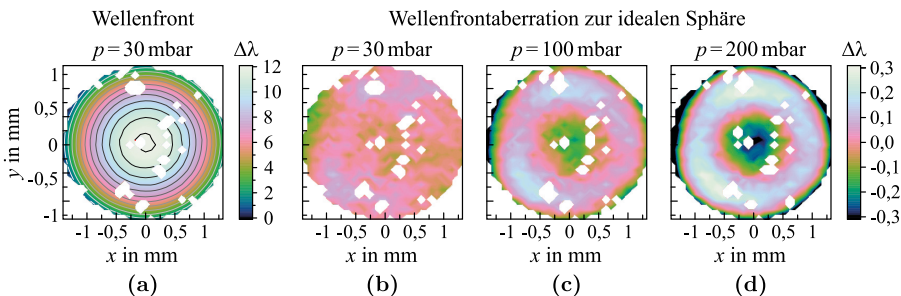 Wellenfront
Wellenfrontaberration zur idealen Sphäre
p = 30 mbar Δλ
p = 30 mbar p = 100 mbar p = 200 mbar Δλ
y in mm
1
0,5
0
-0,5
-1
12
10
8
6
4
2
0
0,3
0,2
0,1
0,0
-0,1
-0,2
-0,3
-1 -0,5 0 0,5 1
-1 -0,5 0 0,5 1
-1 -0,5 0 0,5 1
-1 -0,5 0 0,5 1
x in mm x in mm x in mm x in mm
(a) (b) (c) (d)